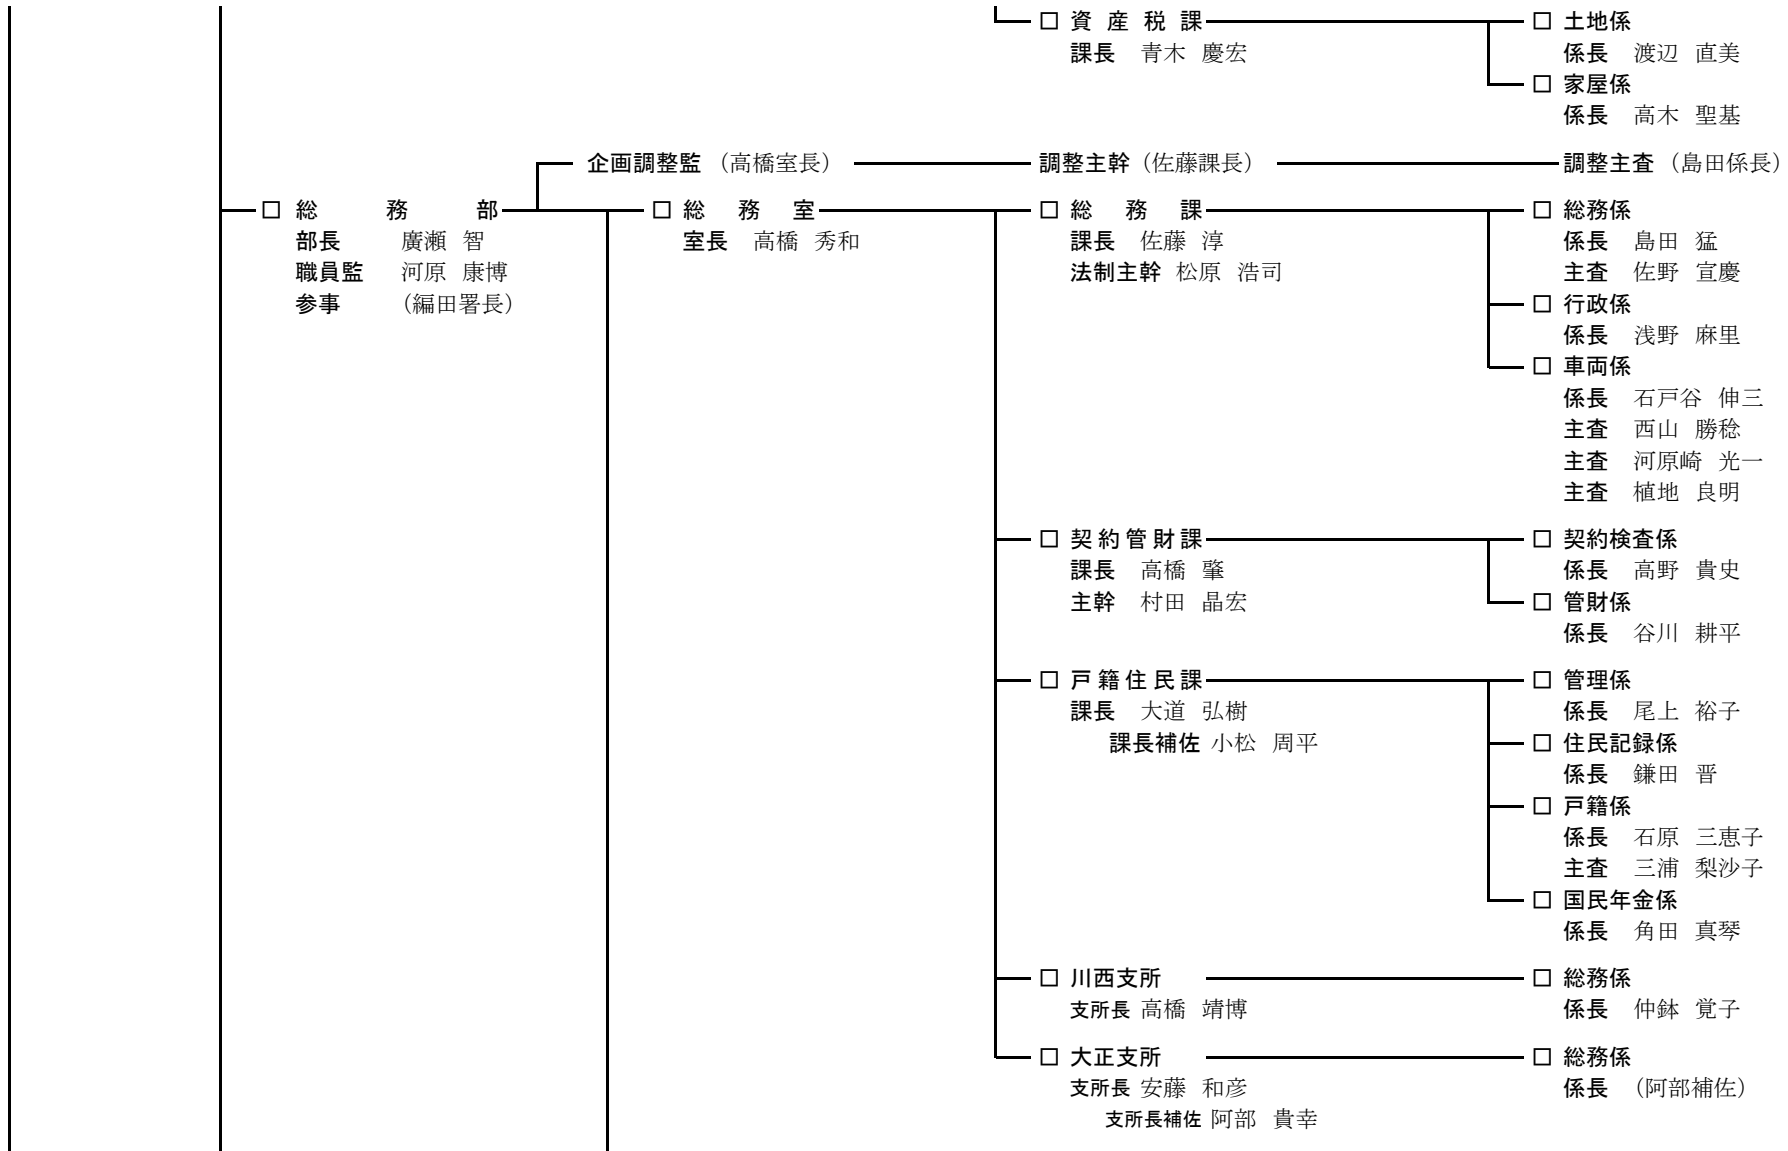 □ 資産税課 □ 土地係
課長 青木 慶宏 係長 渡辺 直美
□ 家屋係
係長 高木 聖基
企画調整監 （高橋室長） 調整主幹（佐藤課長） 調整主査 （島田係長）
□ 総務部 □ 総務室 □ 総務課 □ 総務係
部長 廣瀬 智 室長 高橋 秀和 課長 佐藤 淳 係長 島田 猛
職員監 河原 康博 法制主幹 松原 浩司 主査 佐野 宣慶
参事 （編田署長） □ 行政係
係長 浅野 麻里
□ 車両係
係長 石戸谷 伸三
主査 西山 勝稔
主査 河原崎 光一
主査 植地 良明
□ 契約管財課 □ 契約検査係
課長 高橋 肇 係長 高野 貴史
主幹 村田 晶宏 □ 管財係
係長 谷川 耕平
□ 戸籍住民課 □ 管理係
課長 大道 弘樹 係長 尾上 裕子
課長補佐 小松 周平 □ 住民記録係
係長 鎌田 晋
□ 戸籍係
係長 石原 三恵子
主査 三浦 梨沙子
□ 国民年金係
係長 角田 真琴
□ 川西支所 □ 総務係
支所長 高橋 靖博 係長 仲鉢 覚子
□ 大正支所 □ 総務係
支所長 安藤 和彦 係長 （阿部補佐）
支所長補佐 阿部 貴幸